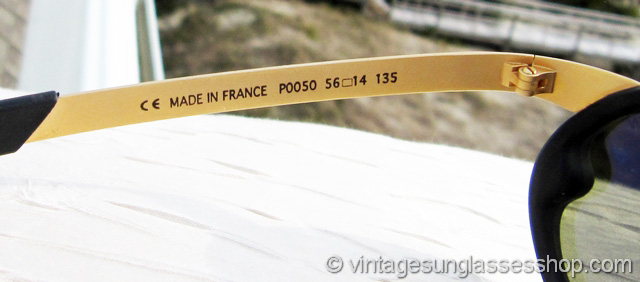 CE MADE IN FRANCE P0050 56□14 135
© vintagesunglassesshop.com